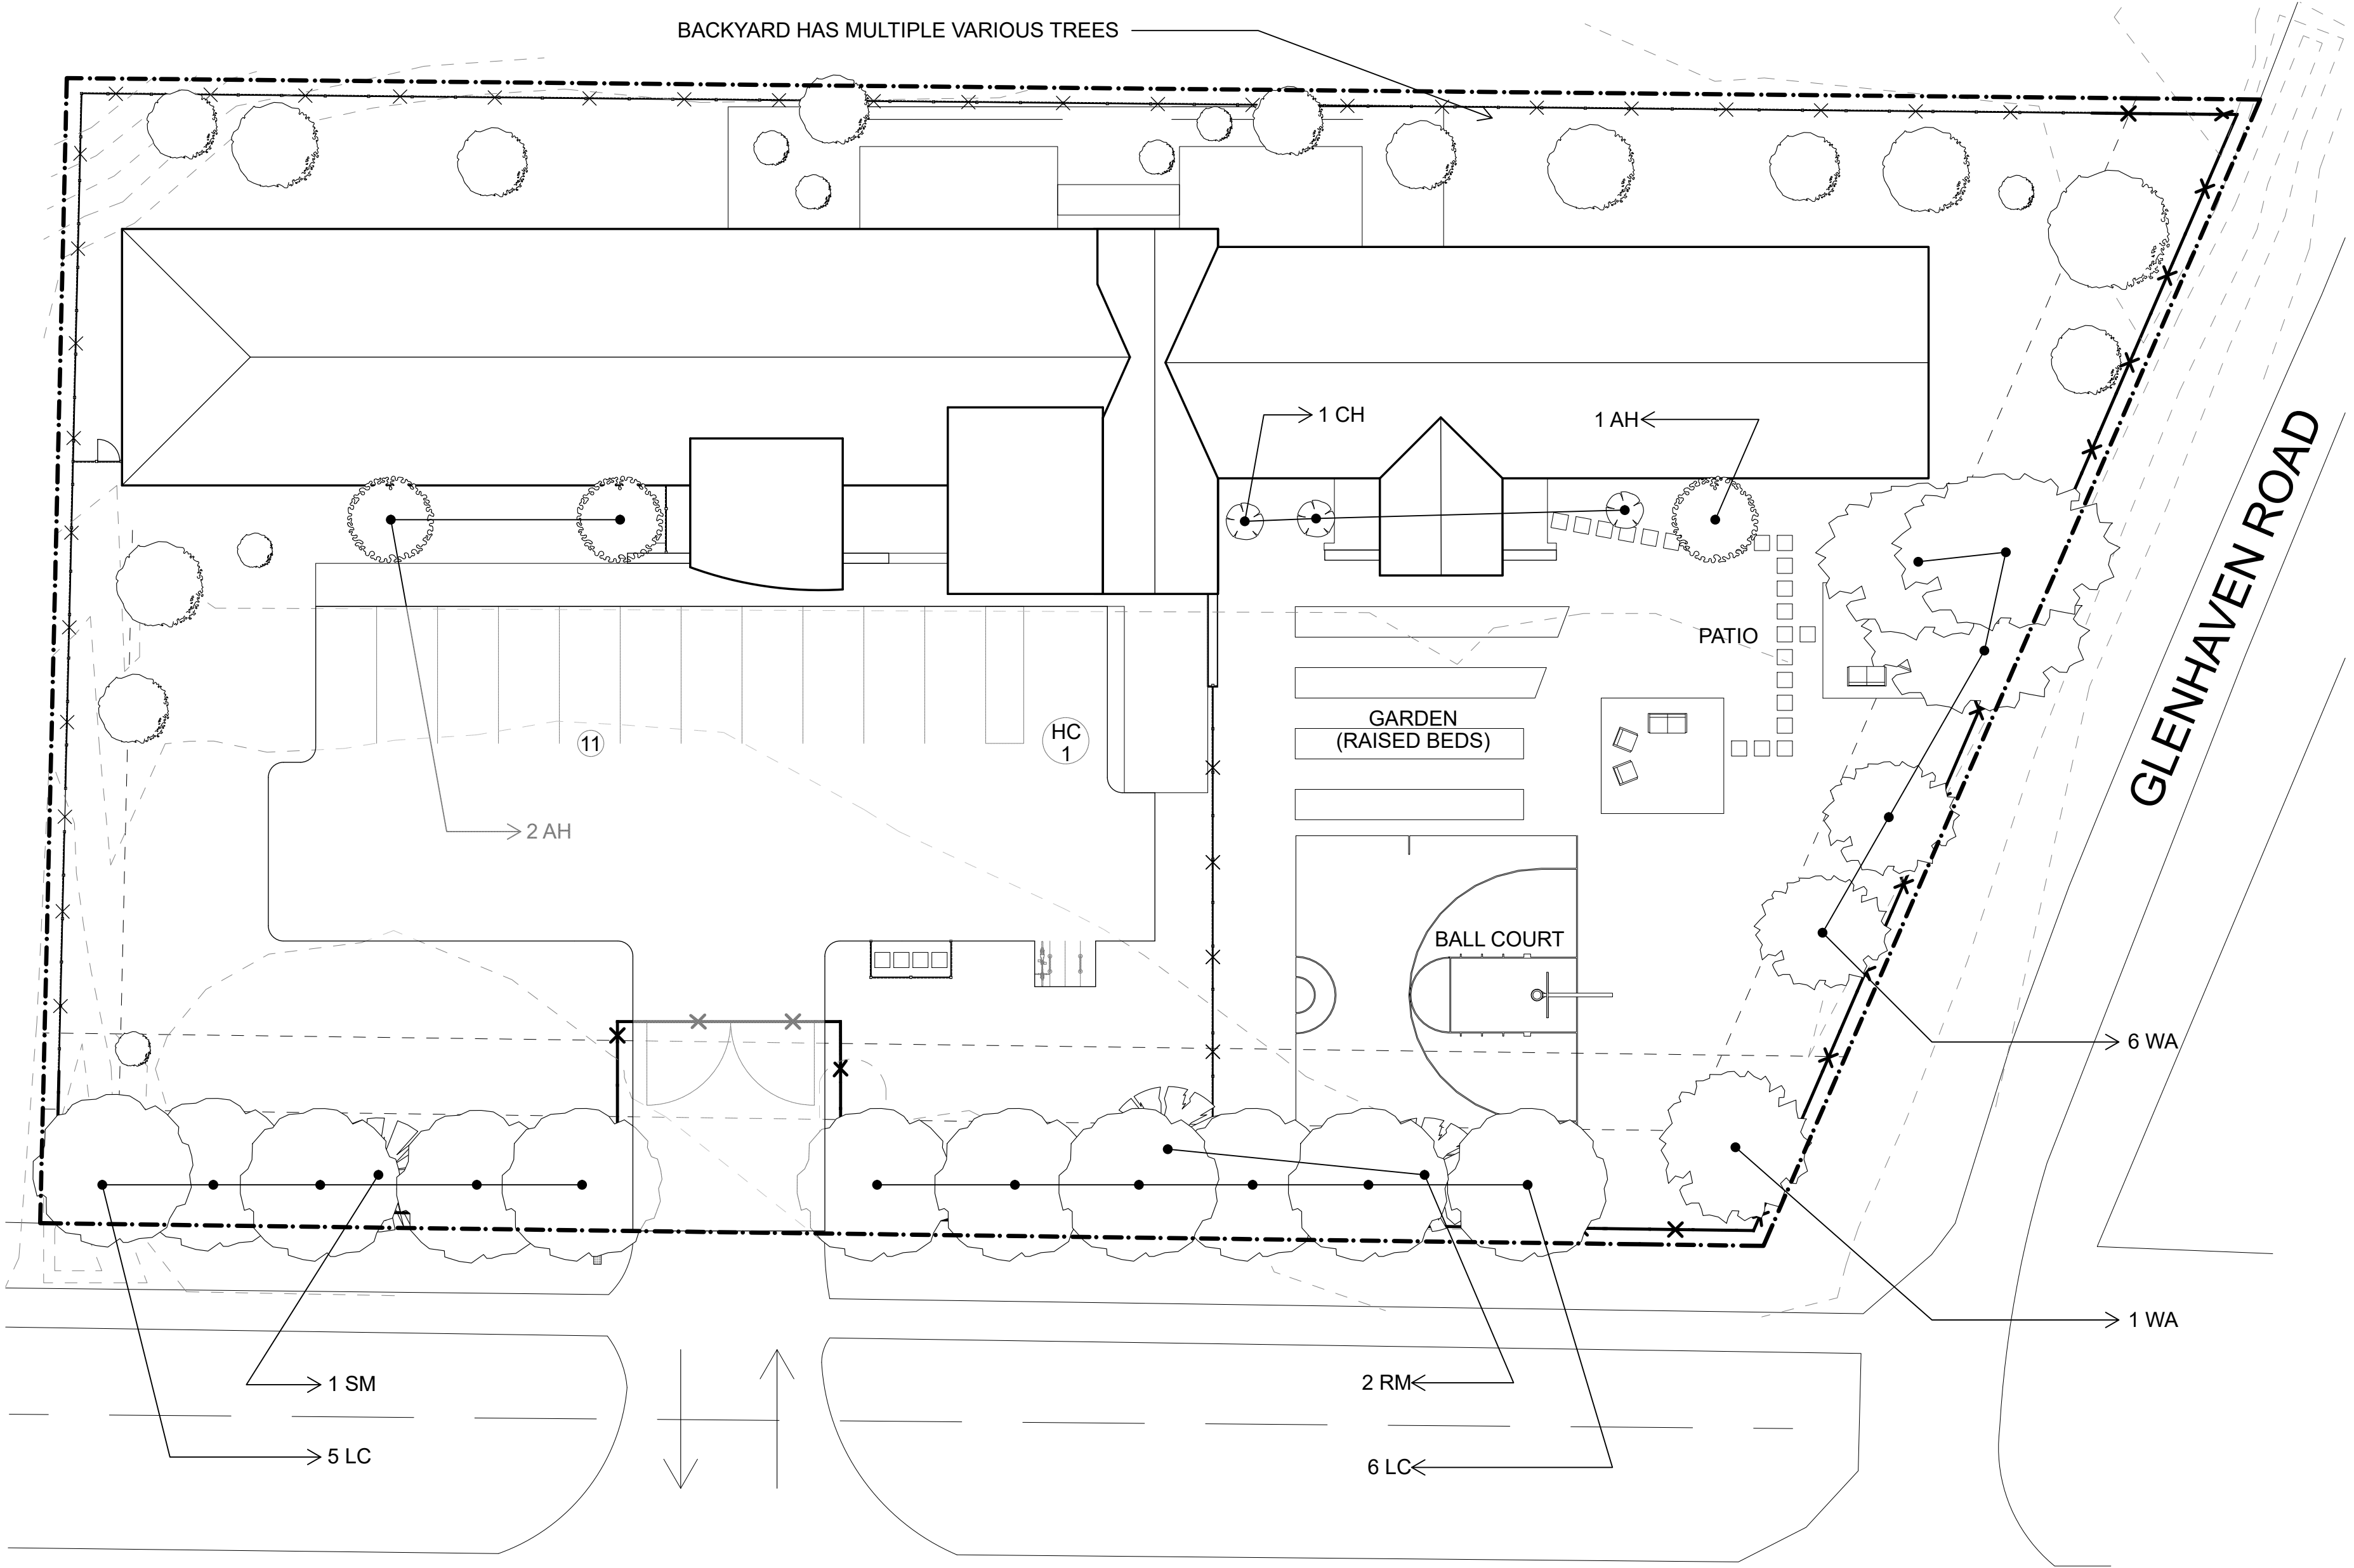 BACKYARD HAS MULTIPLE VARIOUS TREES
1 CH
1 AH
GLENHAVEN ROAD
PATIO
GARDEN
(RAISED BEDS)
HC
1
11
2 AH
BALL COURT
6 WA
1 WA
1 SM
2 RM
5 LC
6 LC